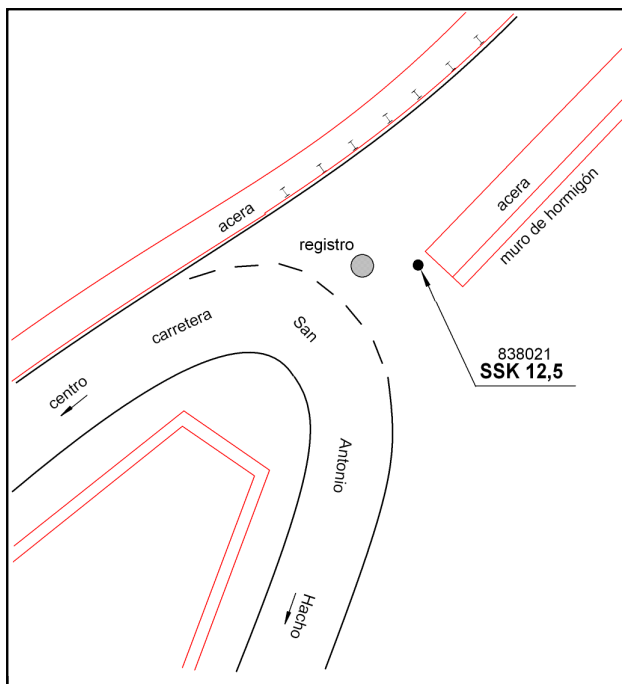 acera
acera
muro de hormigón
registro
carretera
San
Antonio
838021
SSK 12,5
centro
Hacho